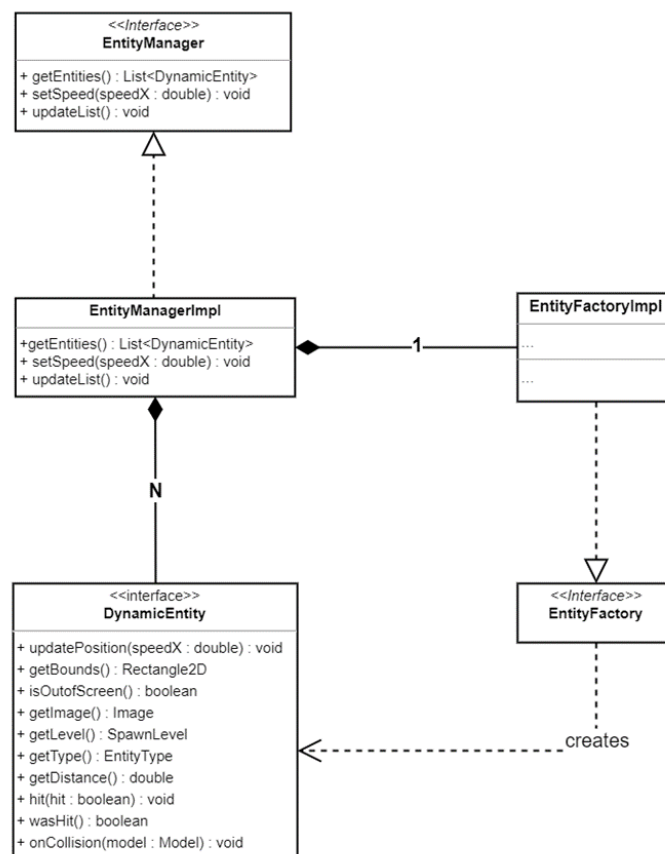 <<Interface>>
EntityManager
+ getEntities() : List<DynamicEntity>
+ setSpeed(speedX : double) : void
+ updateList() : void
EntityManagerImpl
+getEntities() : List<DynamicEntity>
+ setSpeed(speedX : double) : void
+ updateList() : void
1
EntityFactoryImpl
...
...
N
<<interface>>
DynamicEntity
+ updatePosition(speedX : double) : void
+ getBounds() : Rectangle2D
+ isOutofScreen() : boolean
+ getImage() : Image
+ getLevel() : SpawnLevel
+ getType() : EntityType
+ getDistance() : double
+ hit(hit : boolean) : void
+ wasHit() : boolean
+ onCollision(model : Model) : void
<<Interface>>
EntityFactory
creates